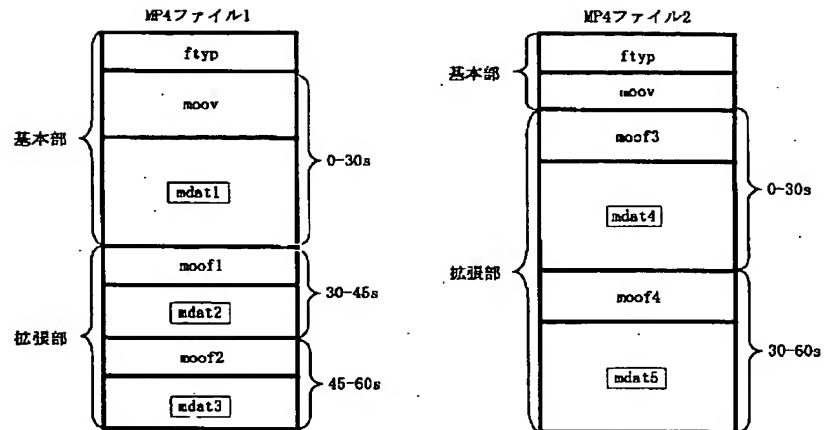 MP4ファイル1
ftyp
基本部
moov
0-30s
mdat1
moof1
30-45s
mdat2
拡張部
moof2
45-60s
mdat3
MP4ファイル2
ftyp
基本部
moov
moof3
0-30s
mdat4
拡張部
moof4
30-60s
mdat5